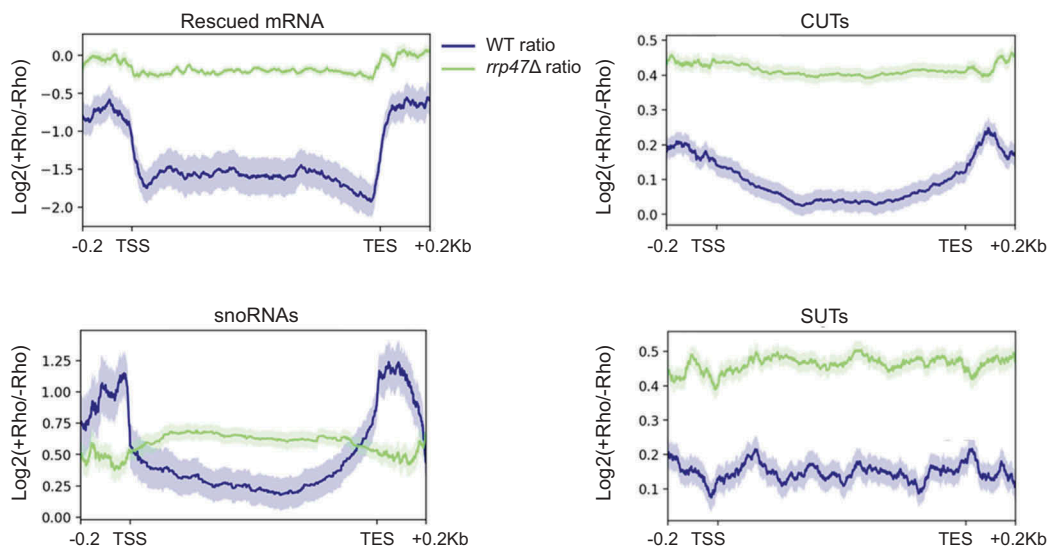 Rescued mRNA
Log2(+Rho/-Rho)
0.0
−0.5
−1.0
−1.5
−2.0
-0.2 TSS TES +0.2Kb
WT ratio
rrp47Δ ratio
CUTs
Log2(+Rho/-Rho)
0.5
0.4
0.3
0.2
0.1
0.0
-0.2 TSS TES +0.2Kb
snoRNAs
Log2(+Rho/-Rho)
1.25
1.00
0.75
0.50
0.25
0.00
-0.2 TSS TES +0.2Kb
SUTs
Log2(+Rho/-Rho)
0.5
0.4
0.3
0.2
0.1
-0.2 TSS TES +0.2Kb